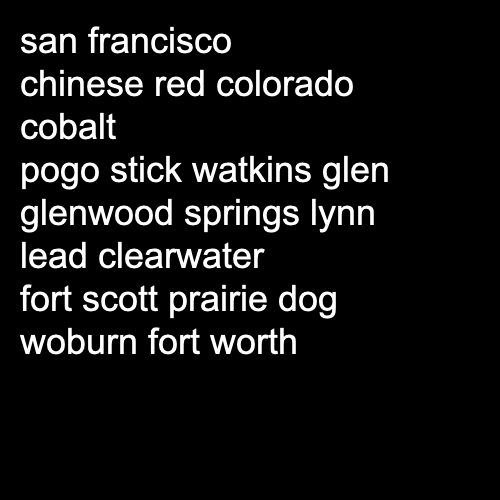 san francisco
chinese red colorado
cobalt
pogo stick watkins glen
glenwood springs lynn
lead clearwater
fort scott prairie dog
woburn fort worth